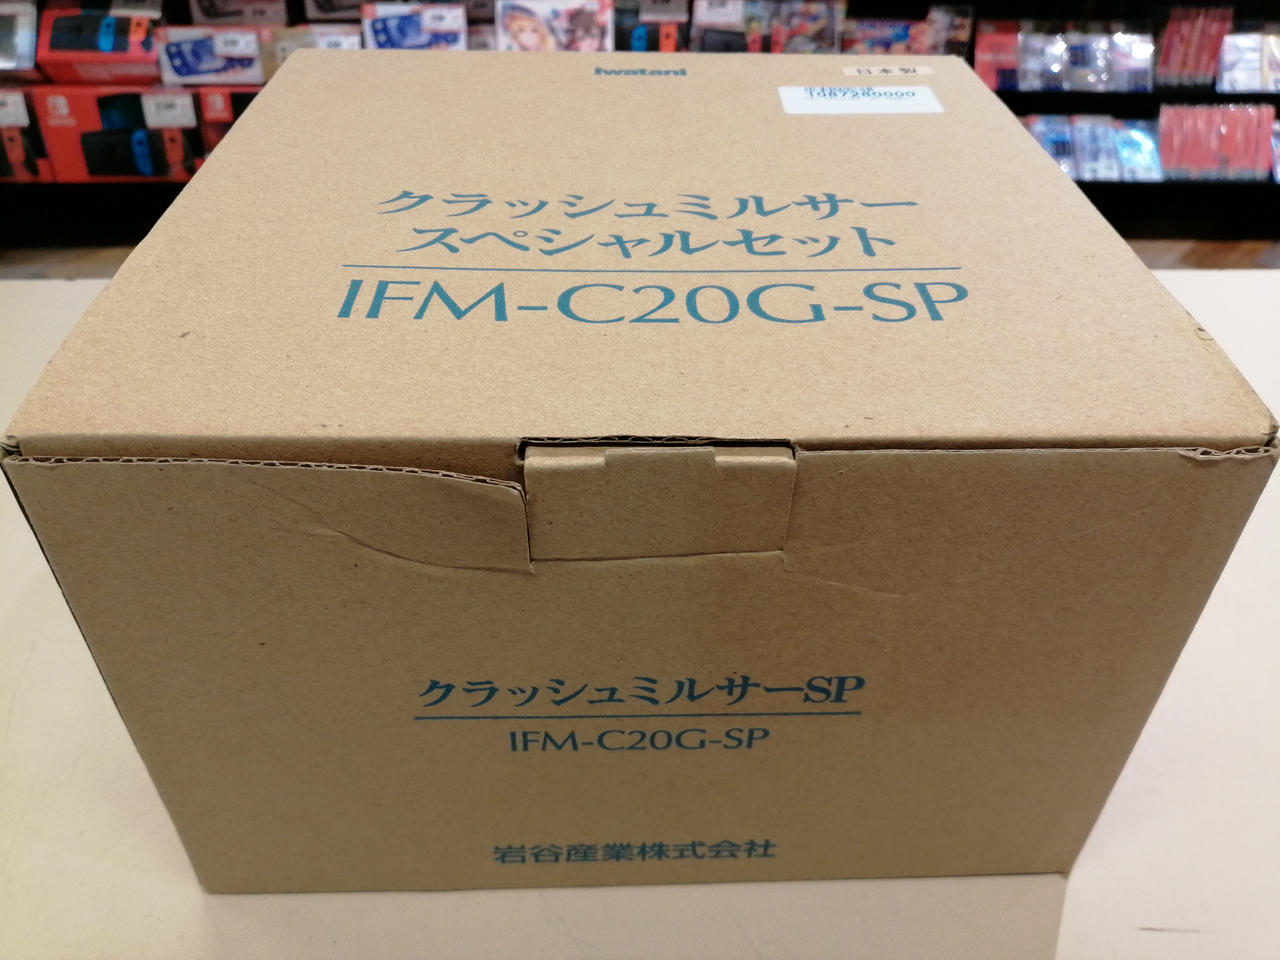 Iwatani
日本製
1087280000
クラッシュミルサー
スペシャルセット
IFM-C20G-SP
クラッシュミルサーSP
IFM-C20G-SP
岩谷産業株式会社